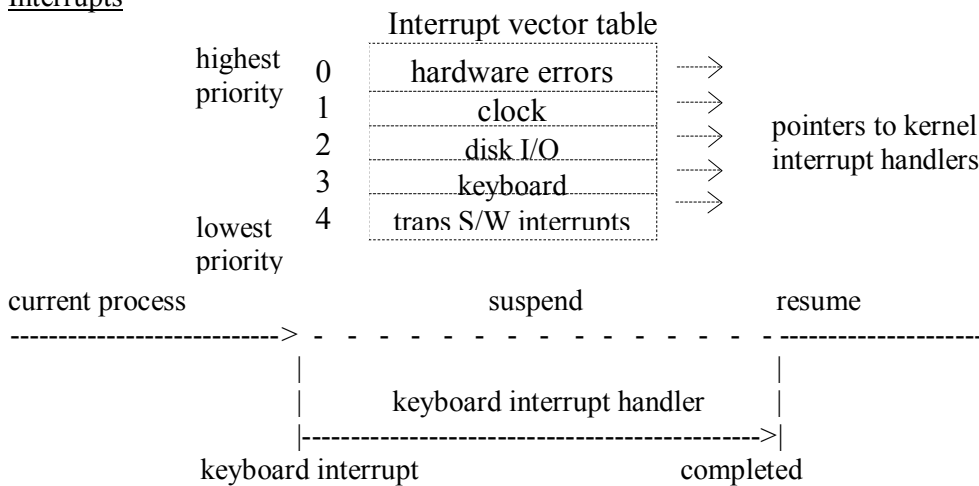 Interrupts
Interrupt vector table
highest priority
0 hardware errors ----->
1 clock ----->
2 disk I/O ----->
3 keyboard ----->
4 traps S/W interrupts ----->
pointers to kernel
interrupt handlers
lowest
priority
current process suspend resume
----------------------------> - - - - - - - - - - - - - - - ---------------------
| |
| keyboard interrupt handler |
|----------------------------------------------->|
keyboard interrupt completed